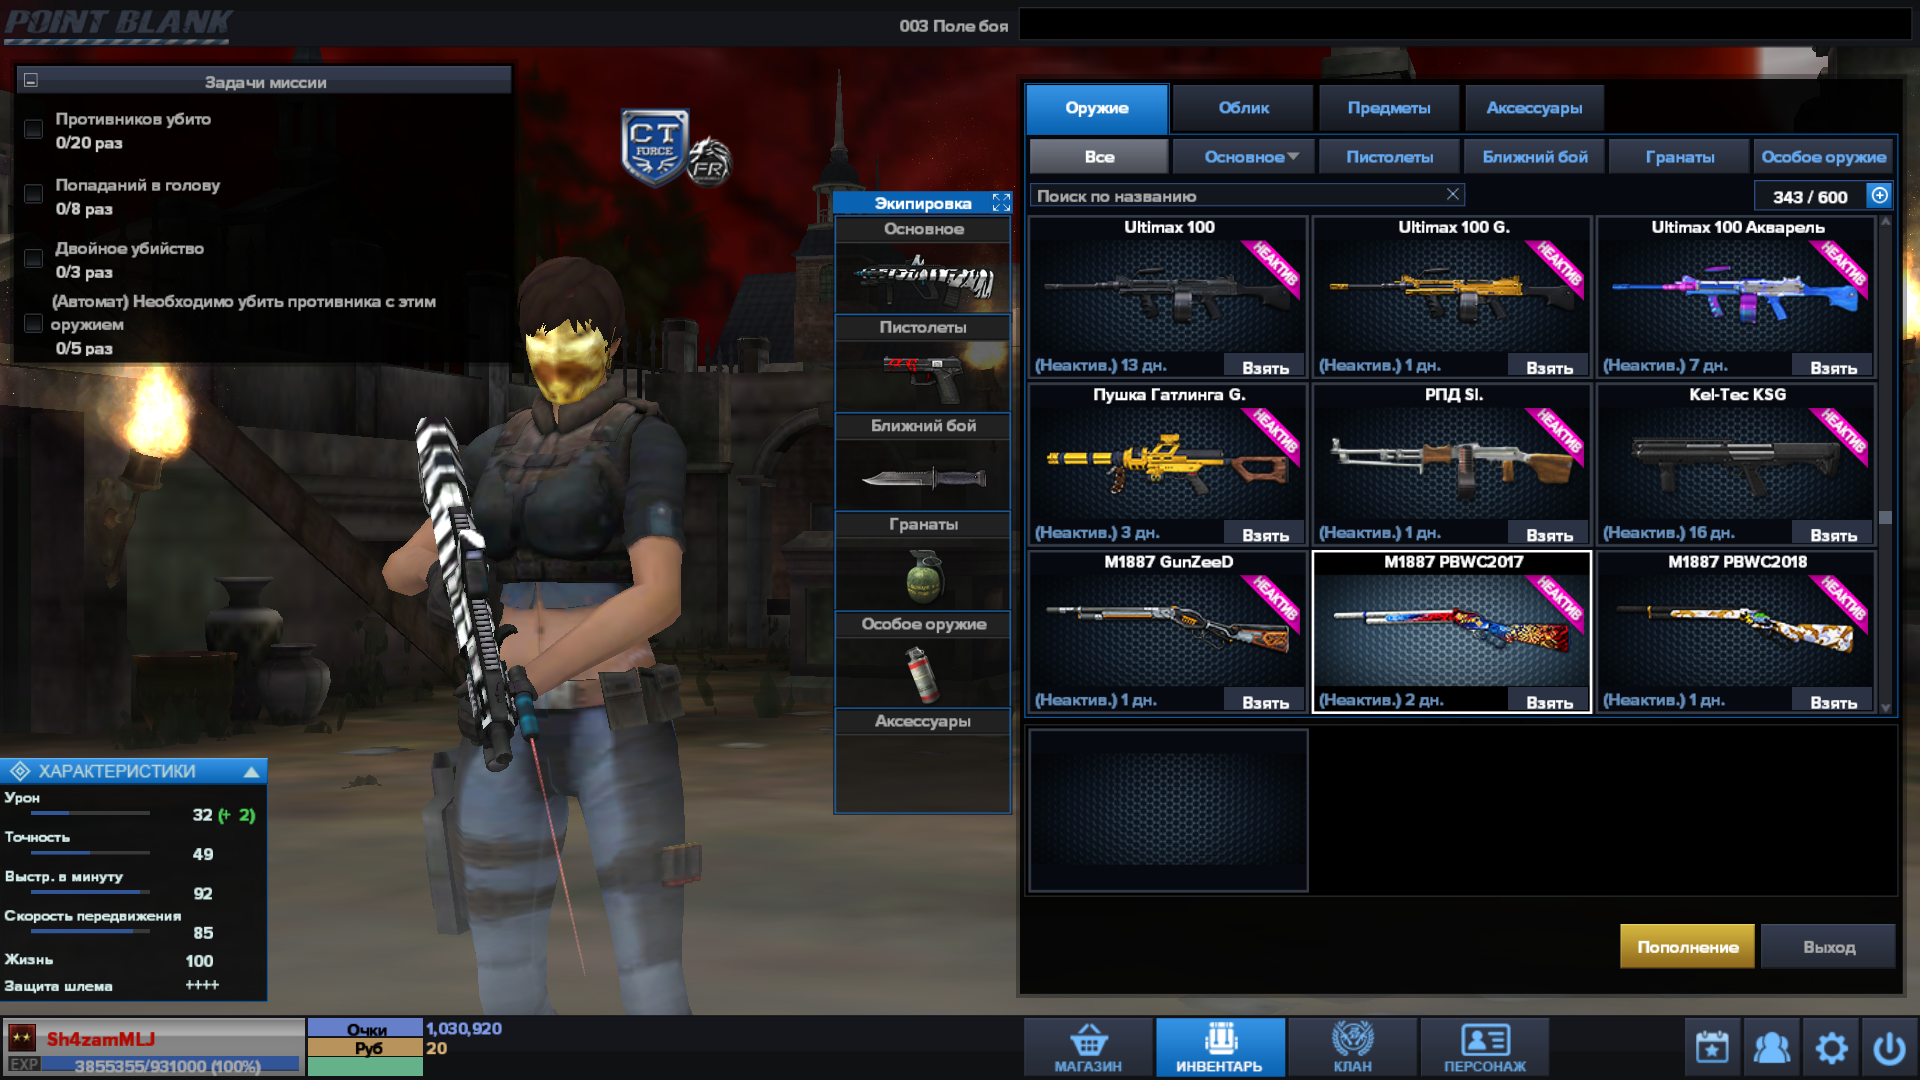 POINT BLANK
003 Поле боя
Задачи миссии
Противников убито
0/20 раз
Попаданий в голову
0/8 раз
Двойное убийство
0/3 раз
(Автомат) Необходимо убить противника с этим
оружием
0/5 раз
CT
FORCE
FR
Экипировка
Основное
Пистолеты
Ближний бой
Гранаты
Особое оружие
Аксессуары
Оружие
Облик
Предметы
Аксессуары
Все
Основное
Пистолеты
Ближний бой
Гранаты
Особое оружие
Поиск по названию
343 / 600
Ultimax 100
НЕАКТИВ
(Неактив.) 13 дн.
Взять
Ultimax 100 G.
НЕАКТИВ
(Неактив.) 1 дн.
Взять
Ultimax 100 Акварель
НЕАКТИВ
(Неактив.) 7 дн.
Взять
Пушка Гатлинга G.
НЕАКТИВ
(Неактив.) 3 дн.
Взять
РПД Sl.
НЕАКТИВ
(Неактив.) 1 дн.
Взять
Kel-Tec KSG
НЕАКТИВ
(Неактив.) 16 дн.
Взять
M1887 GunZeeD
НЕАКТИВ
(Неактив.) 1 дн.
Взять
M1887 PBWC2017
НЕАКТИВ
(Неактив.) 2 дн.
Взять
M1887 PBWC2018
НЕАКТИВ
(Неактив.) 1 дн.
Взять
Пополнение
Выход
ХАРАКТЕРИСТИКИ
Урон
32 (+ 2)
Точность
49
Выстр. в минуту
92
Скорость передвижения
85
Жизнь
100
Защита шлема
++++
Sh4zamMLJ
EXP
3855355/931000 (100%)
Очки
1,030,920
Руб
20
МАГАЗИН
ИНВЕНТАРЬ
КЛАН
ПЕРСОНАЖ